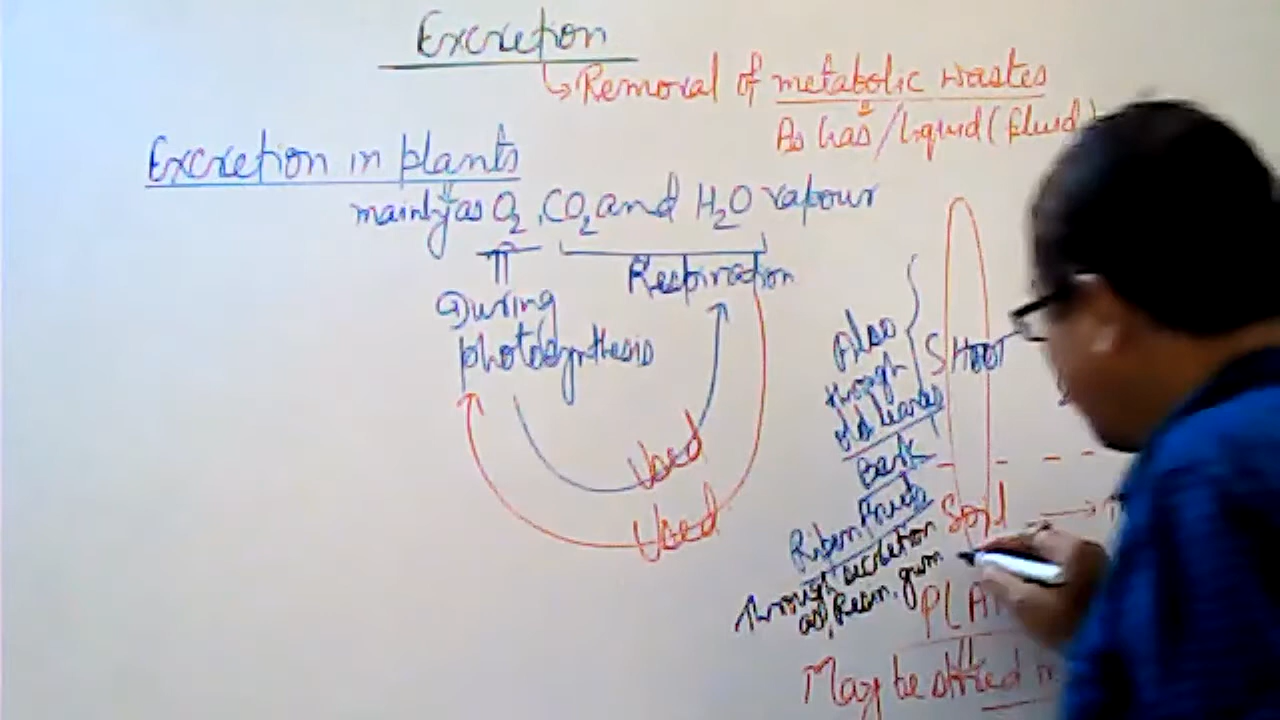 Excretion
↳ Removal of metabolic wastes
As Gas / liquid (fluid)
Excretion in plants
mainly as O2, CO2 and H2O vapour
Respiration
During
photosynthesis
Used
Used
Also
through
old leaves
Bark
Fruits
through secretion
as, Resin, gum
SHOOT
Soil
PLAN
May be stored in